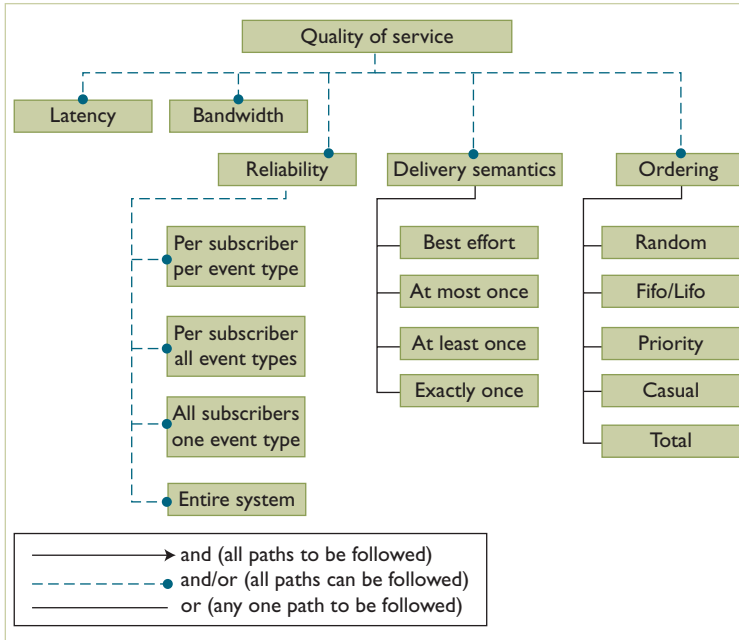 Quality of service
Latency
Bandwidth
Reliability
Delivery semantics
Ordering
Per subscriber
per event type
Per subscriber
all event types
All subscribers
one event type
Entire system
Best effort
At most once
At least once
Exactly once
Random
Fifo/Lifo
Priority
Casual
Total
and (all paths to be followed)
and/or (all paths can be followed)
or (any one path to be followed)